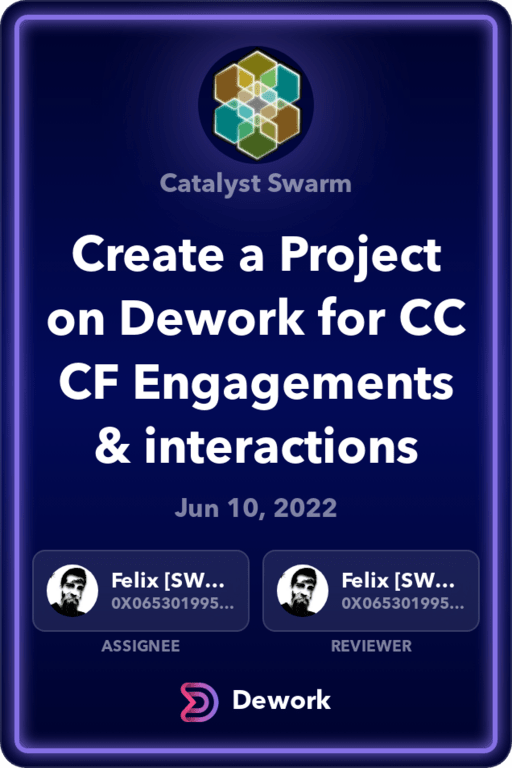 Catalyst Swarm
Create a Project
on Dework for CC
CF Engagements
& interactions
Jun 10, 2022
Felix [SW...
0X065301995...
ASSIGNEE
Felix [SW...
0X065301995...
REVIEWER
Dework